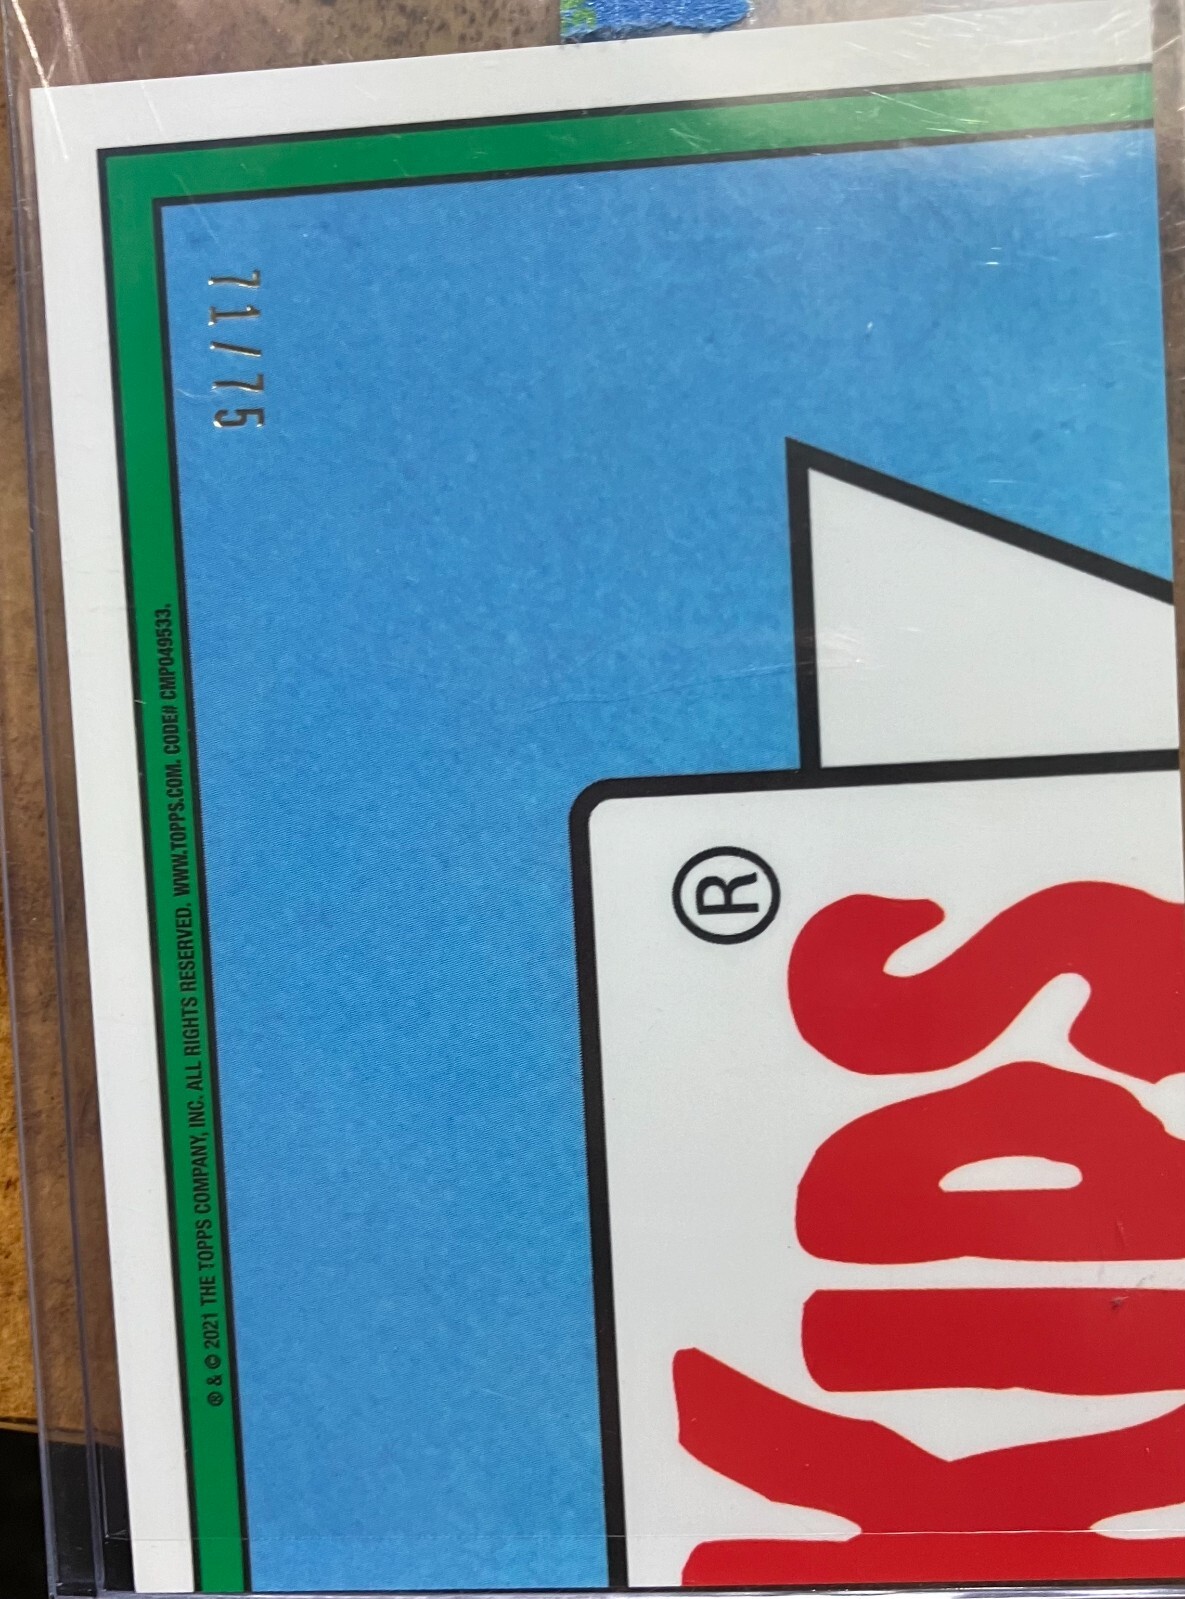 71/75
® & © 2021 THE TOPPS COMPANY, INC. ALL RIGHTS RESERVED. WWW.TOPPS.COM. CODE# CMP049533.
KIDS®